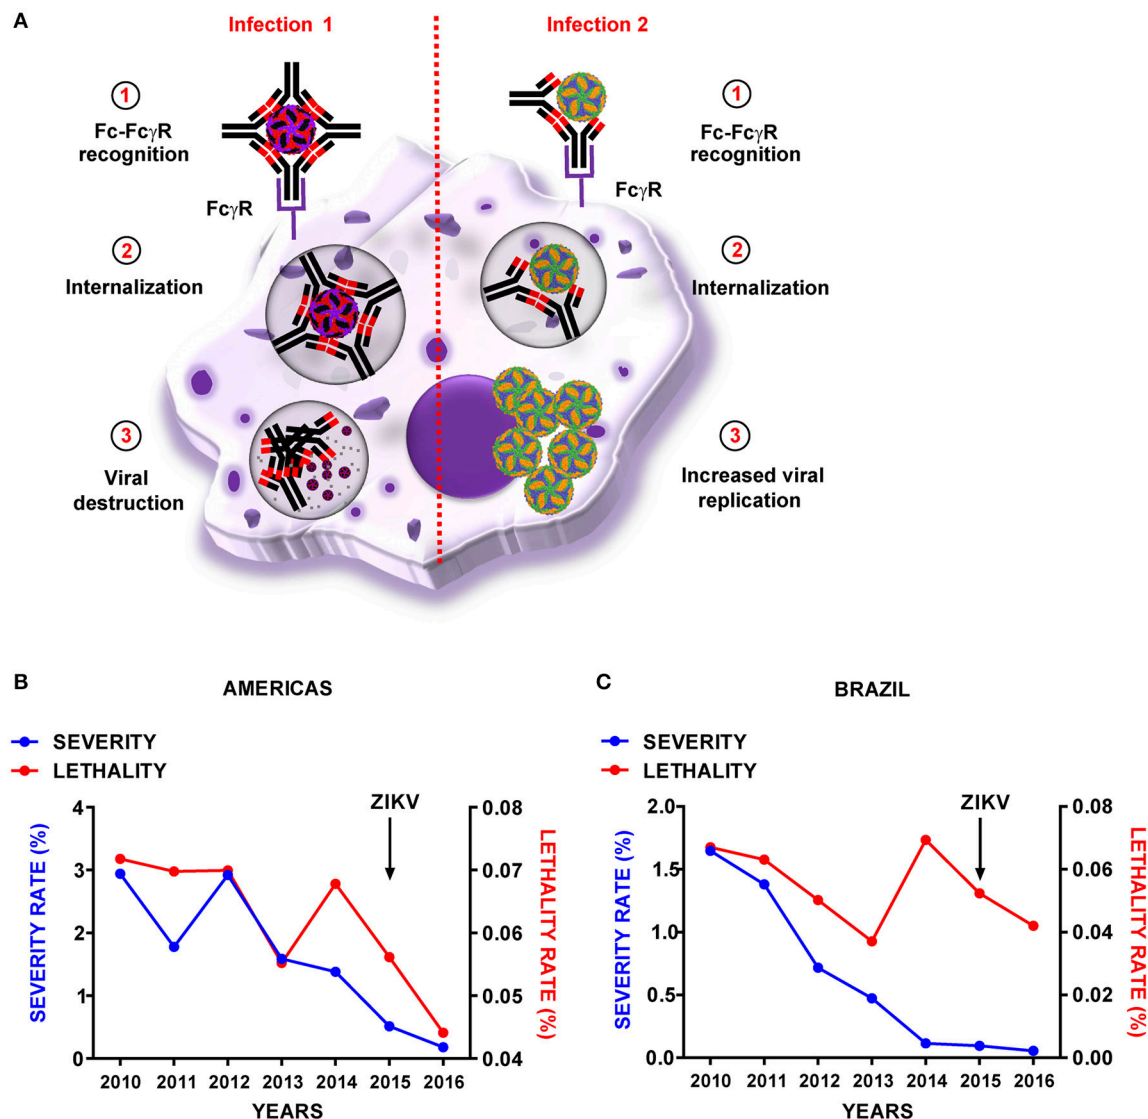 A
Infection 1
Infection 2
1
Fc-FcγR
recognition
FcγR
2
Internalization
3
Viral
destruction
1
Fc-FcγR
recognition
FcγR
2
Internalization
3
Increased viral
replication
B
AMERICAS
SEVERITY
LETHALITY
ZIKV
SEVERITY RATE (%)
4
3
2
1
0
0.08
0.07
0.06
0.05
0.04
LETHALITY RATE (%)
2010 2011 2012 2013 2014 2015 2016
YEARS
C
BRAZIL
SEVERITY
LETHALITY
ZIKV
SEVERITY RATE (%)
2.0
1.5
1.0
0.5
0.0
0.08
0.06
0.04
0.02
0.00
LETHALITY RATE (%)
2010 2011 2012 2013 2014 2015 2016
YEARS